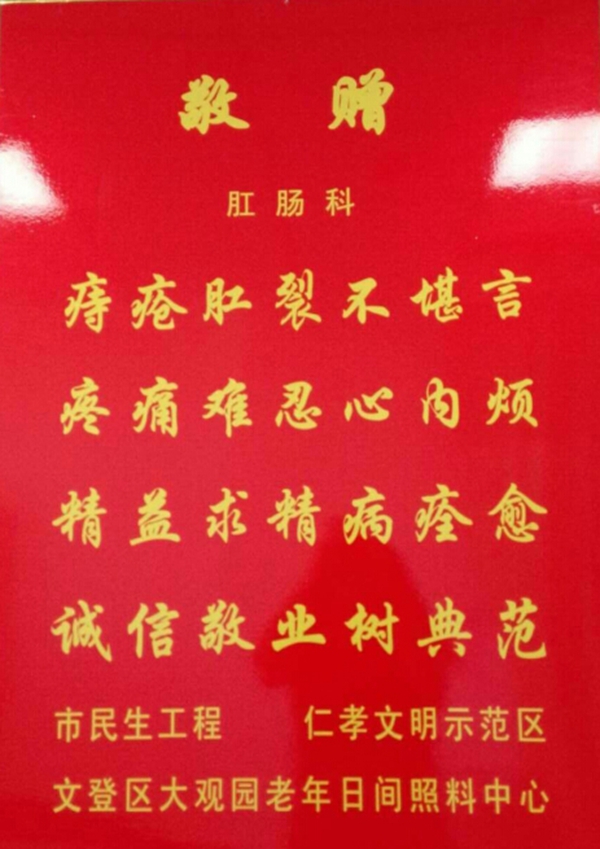 敬赠
肛肠科
痔疮肛裂不堪言
疼痛难忍心内烦
精益求精病痊愈
诚信敬业树典范
市民生工程 仁孝文明示范区
文登区大观园老年日间照料中心